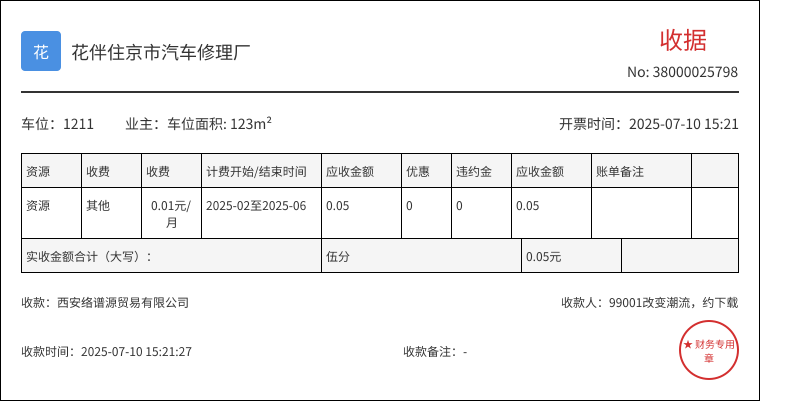 花 花伴住京市汽车修理厂
收据
No: 38000025798
车位：1211 业主：车位面积: 123m² 开票时间：2025-07-10 15:21
资源 收费 收费 计费开始/结束时间 应收金额 优惠 违约金 应收金额 账单备注
资源 其他 0.01元/ 2025-02至2025-06 0.05 0 0 0.05
月
实收金额合计（大写）： 伍分 0.05元
收款：西安络谱源贸易有限公司 收款人：99001改变潮流，约下载
收款时间：2025-07-10 15:21:27 收款备注：-
★ 财务专用
章